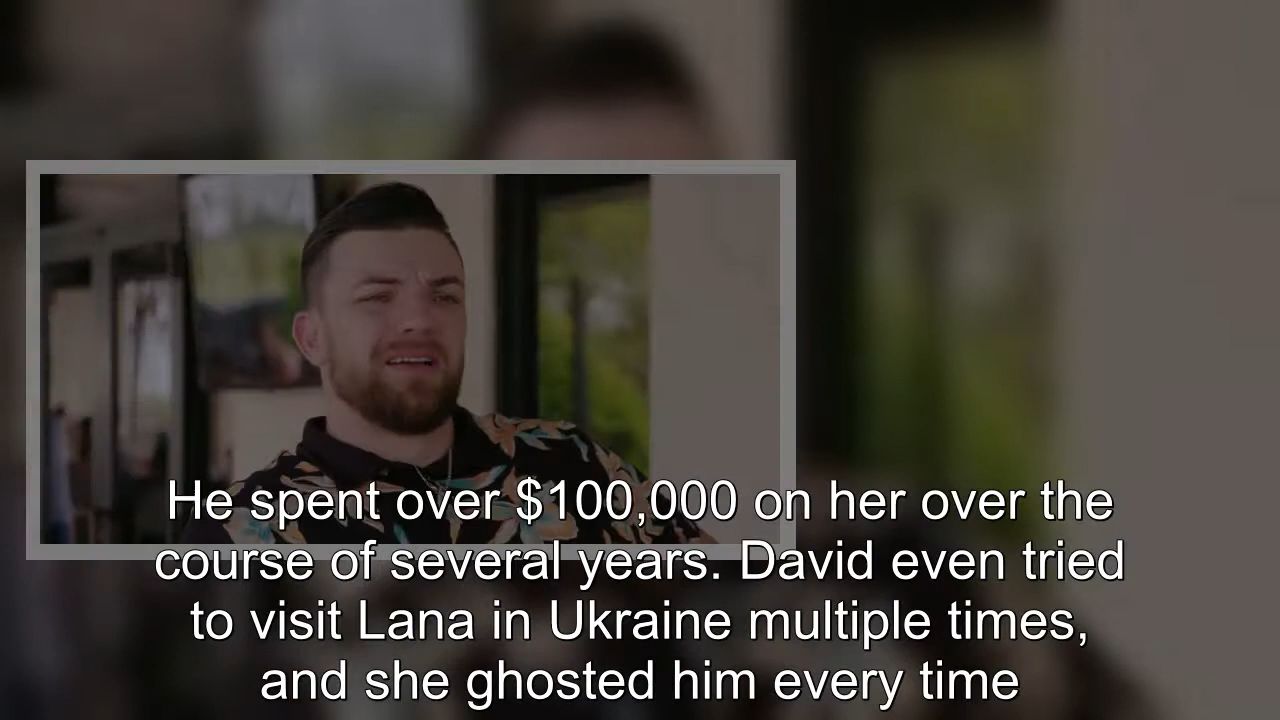 He spent over $100,000 on her over the
course of several years. David even tried
to visit Lana in Ukraine multiple times,
and she ghosted him every time